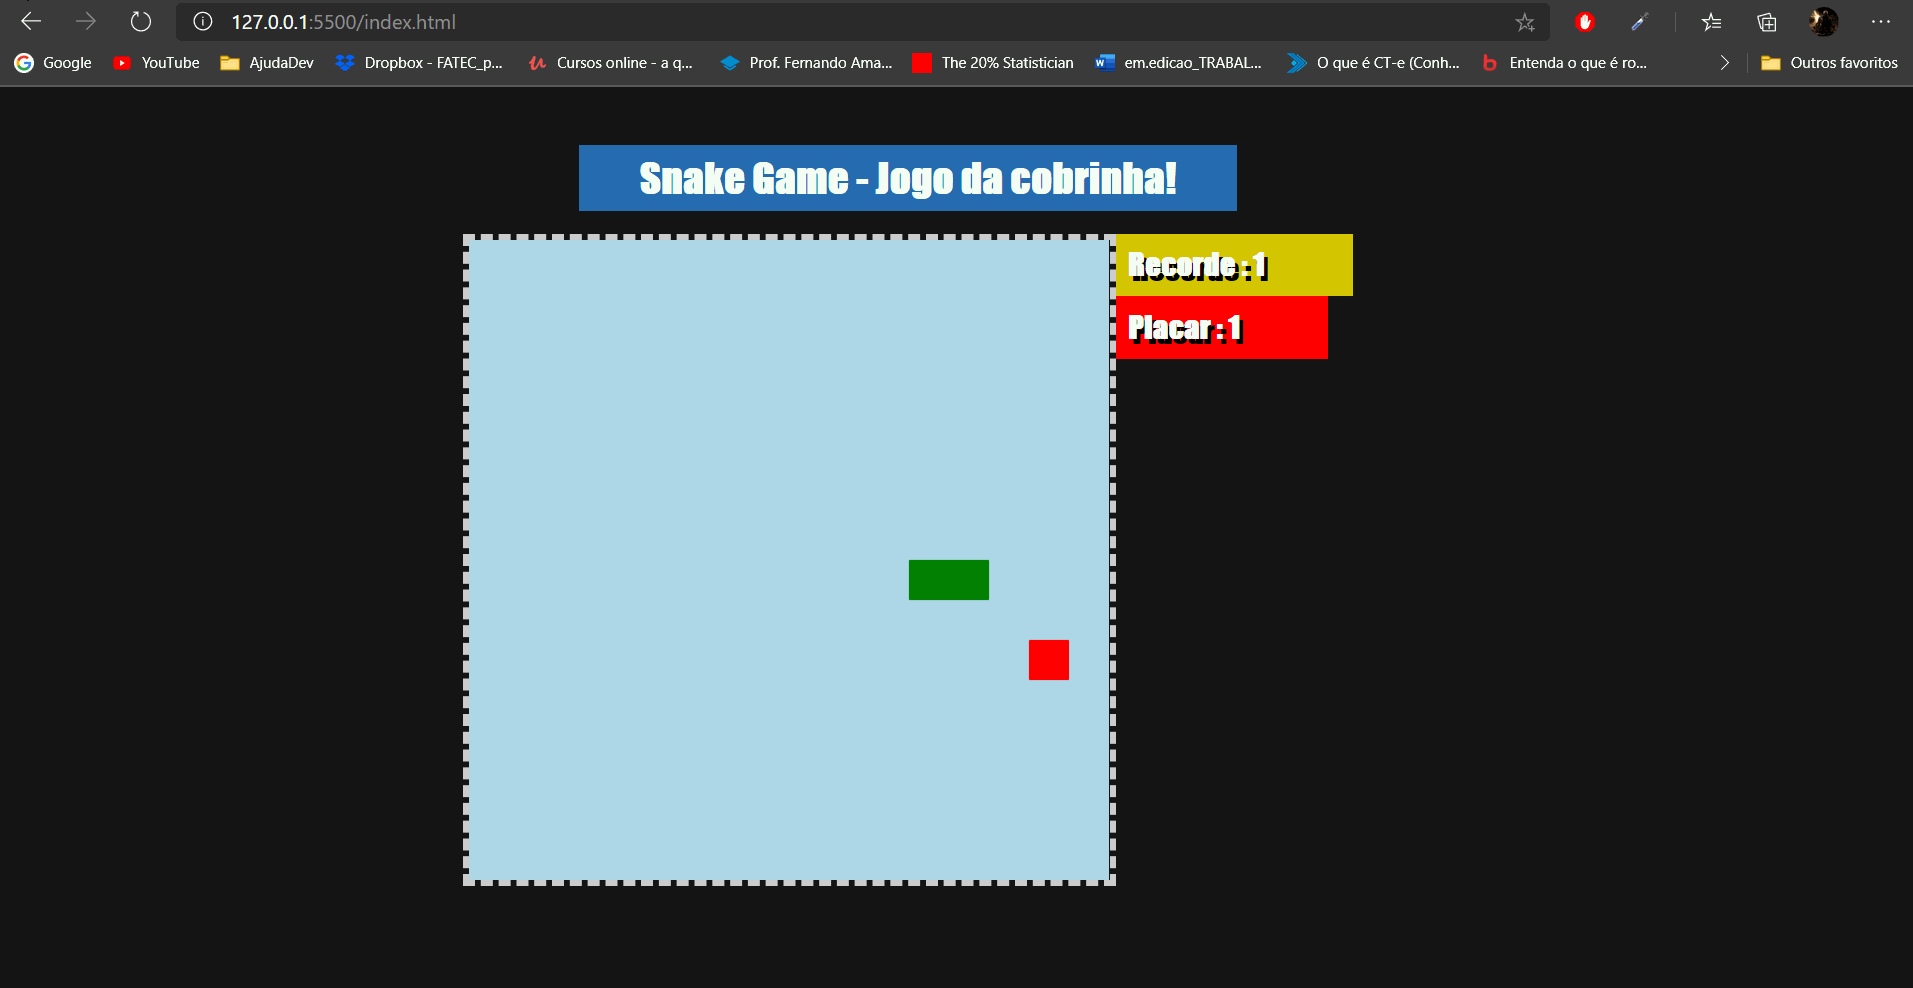 127.0.0.1:5500/index.html
Google YouTube AjudaDev Dropbox - FATEC_p... Cursos online - a q... Prof. Fernando Ama... The 20% Statistician em.edicao_TRABAL... O que é CT-e (Conh... Entenda o que é ro... Outros favoritos
Snake Game - Jogo da cobrinha!
Recorde : 1
Placar : 1